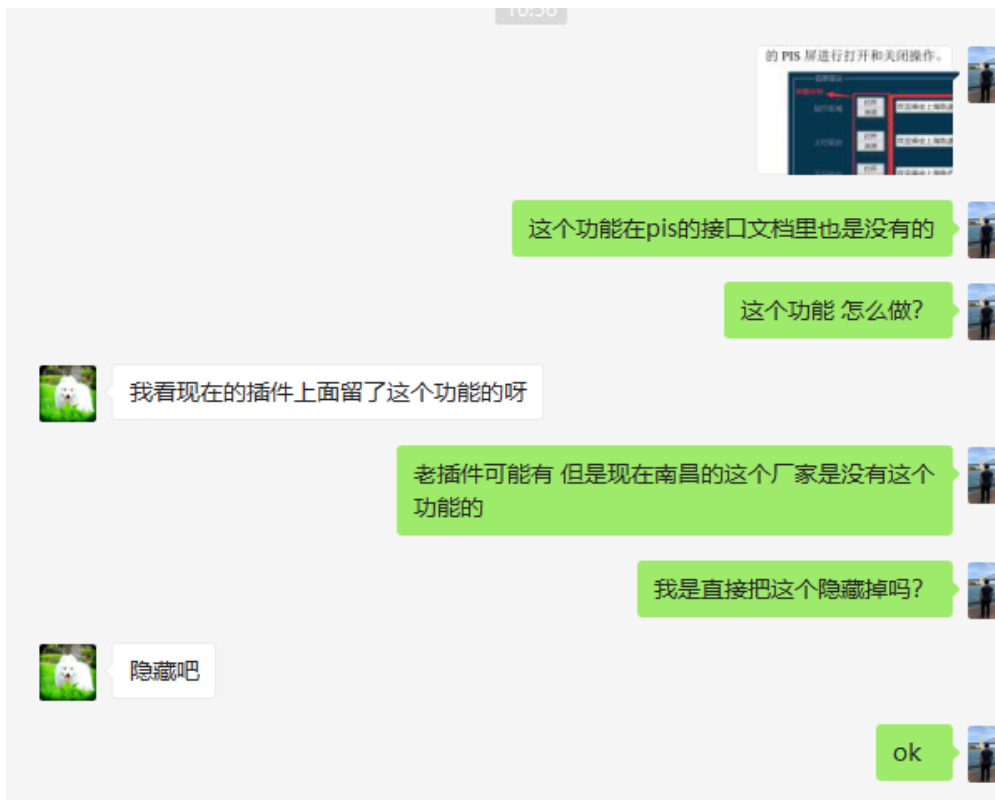 的 PIS 屏进行打开和关闭操作。
这个功能在pis的接口文档里也是没有的
这个功能 怎么做?
我看现在的插件上面留了这个功能的呀
老插件可能有 但是现在南昌的这个厂家是没有这个
功能的
我是直接把这个隐藏掉吗?
隐藏吧
ok